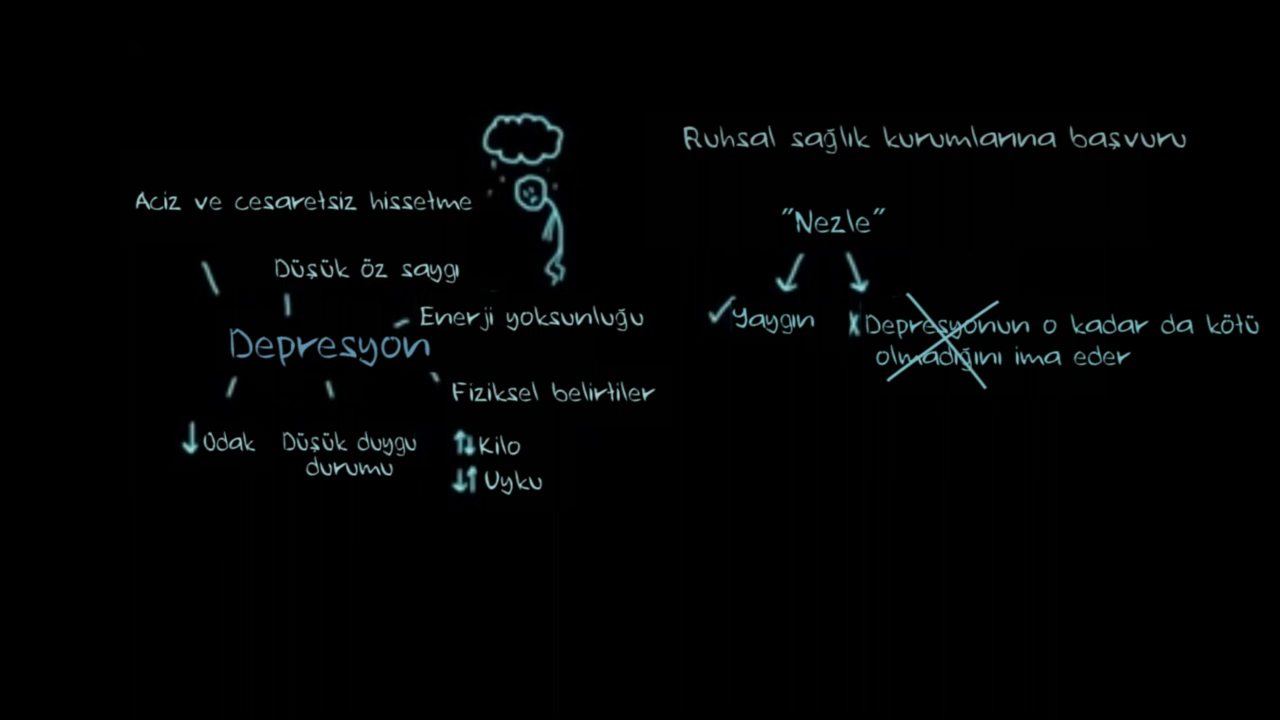 Aciz ve cesaretsiz hissetme
Düşük öz saygı
Enerji yoksunluğu
Depresyon
Fiziksel belirtiler
Odak
Düşük duygu
durumu
Kilo
Uyku
Ruhsal sağlık kurumlarına başvuru
"Nezle"
Yaygın
Depresyonun o kadar da kötü
olmadığını ima eder